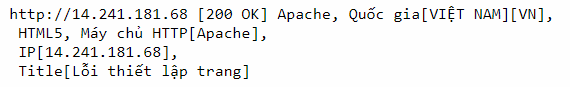 http://14.241.181.68 [200 OK] Apache, Quốc gia[VIỆT NAM][VN],
HTML5, Máy chủ HTTP[Apache],
IP[14.241.181.68],
Title[Lỗi thiết lập trang]